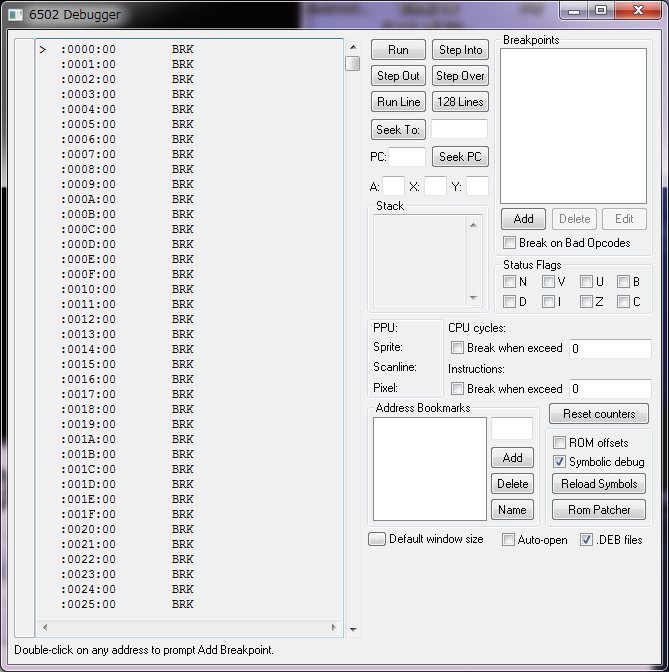 6502 Debugger
> :0000:00 BRK
:0001:00 BRK
:0002:00 BRK
:0003:00 BRK
:0004:00 BRK
:0005:00 BRK
:0006:00 BRK
:0007:00 BRK
:0008:00 BRK
:0009:00 BRK
:000A:00 BRK
:000B:00 BRK
:000C:00 BRK
:000D:00 BRK
:000E:00 BRK
:000F:00 BRK
:0010:00 BRK
:0011:00 BRK
:0012:00 BRK
:0013:00 BRK
:0014:00 BRK
:0015:00 BRK
:0016:00 BRK
:0017:00 BRK
:0018:00 BRK
:0019:00 BRK
:001A:00 BRK
:001B:00 BRK
:001C:00 BRK
:001D:00 BRK
:001E:00 BRK
:001F:00 BRK
:0020:00 BRK
:0021:00 BRK
:0022:00 BRK
:0023:00 BRK
:0024:00 BRK
:0025:00 BRK
Run Step Into
Step Out Step Over
Run Line 128 Lines
Seek To:
PC: Seek PC
A: X: Y:
Stack
Breakpoints
Add Delete Edit
Break on Bad Opcodes
Status Flags
N V U B
D I Z C
PPU:
Sprite:
Scanline:
Pixel:
CPU cycles:
Break when exceed 0
Instructions:
Break when exceed 0
Address Bookmarks
Add
Delete
Name
Reset counters
ROM offsets
Symbolic debug
Reload Symbols
Rom Patcher
Default window size Auto-open .DEB files
Double-click on any address to prompt Add Breakpoint.